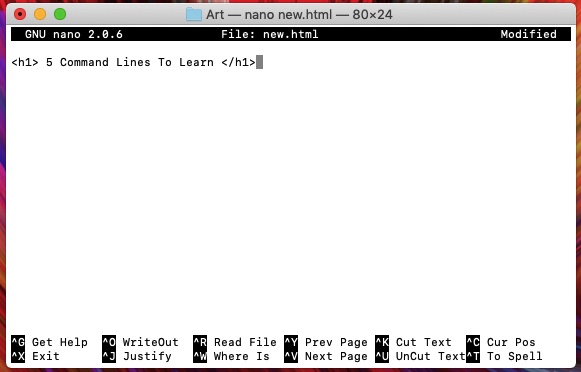 Art — nano new.html — 80×24
GNU nano 2.0.6 File: new.html Modified
<h1> 5 Command Lines To Learn </h1>
^G Get Help ^O WriteOut ^R Read File ^Y Prev Page ^K Cut Text ^C Cur Pos
^X Exit ^J Justify ^W Where Is ^V Next Page ^U UnCut Text ^T To Spell